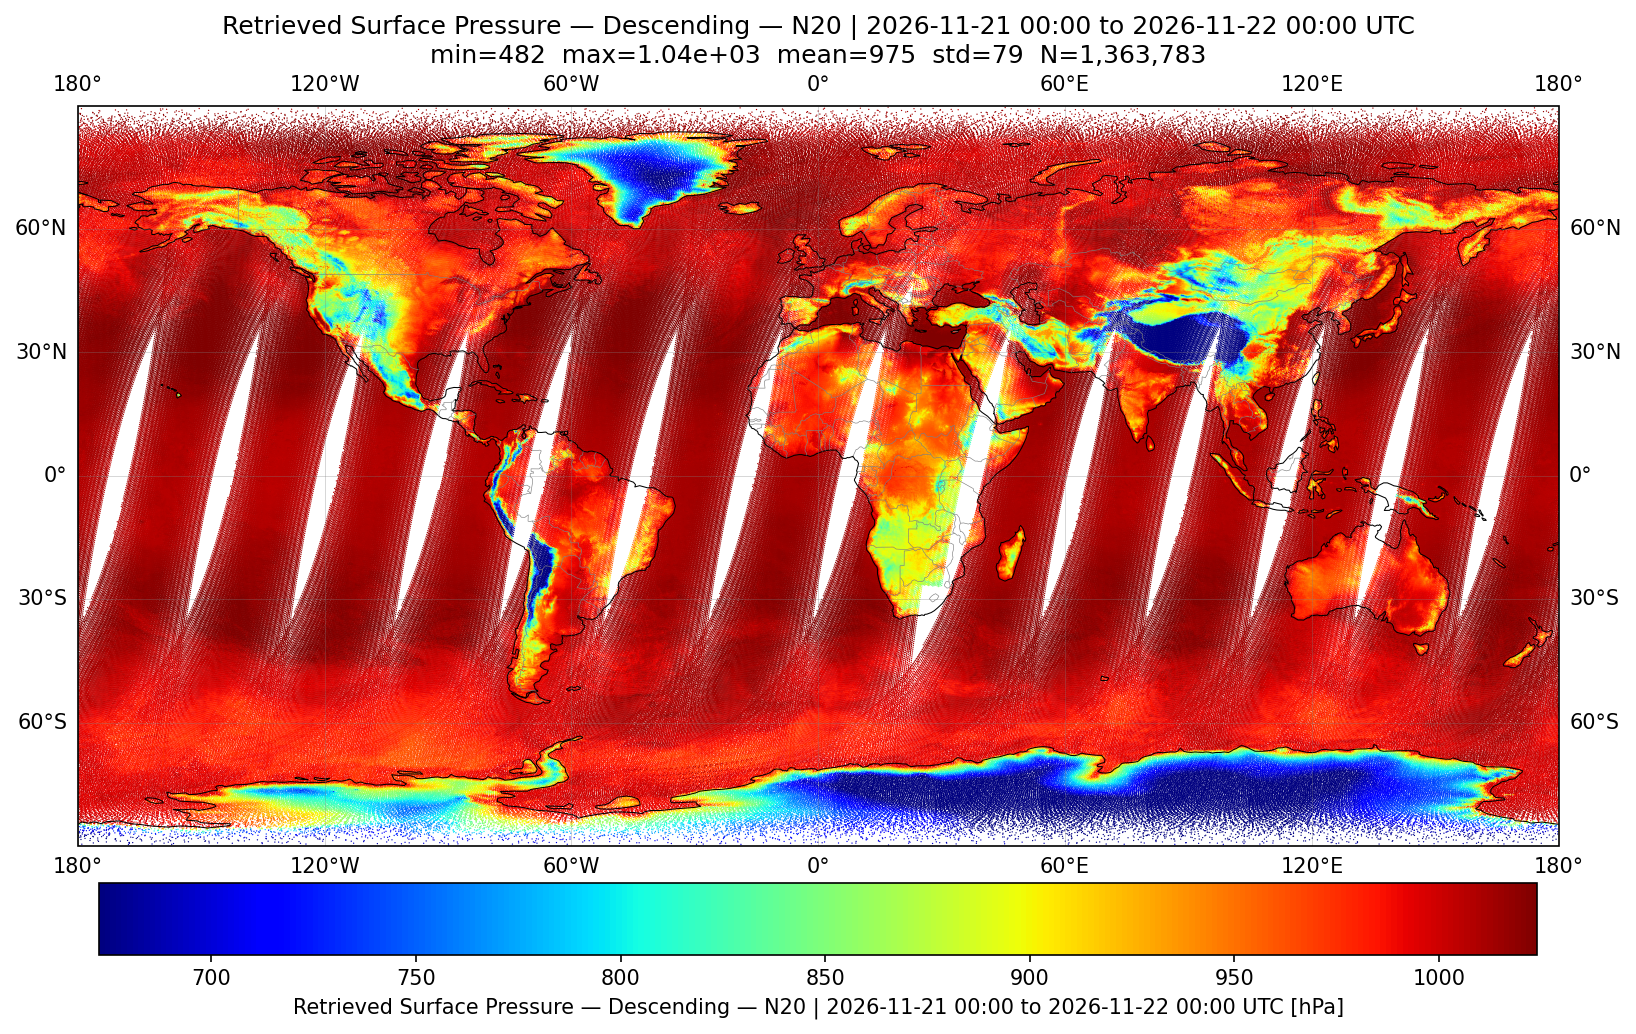 Retrieved Surface Pressure — Descending — N20 | 2026-11-21 00:00 to 2026-11-22 00:00 UTC
min=482 max=1.04e+03 mean=975 std=79 N=1,363,783
180° 120°W 60°W 0° 60°E 120°E 180°
60°N 60°N
30°N 30°N
0° 0°
30°S 30°S
60°S 60°S
180° 120°W 60°W 0° 60°E 120°E 180°
700 750 800 850 900 950 1000
Retrieved Surface Pressure — Descending — N20 | 2026-11-21 00:00 to 2026-11-22 00:00 UTC [hPa]